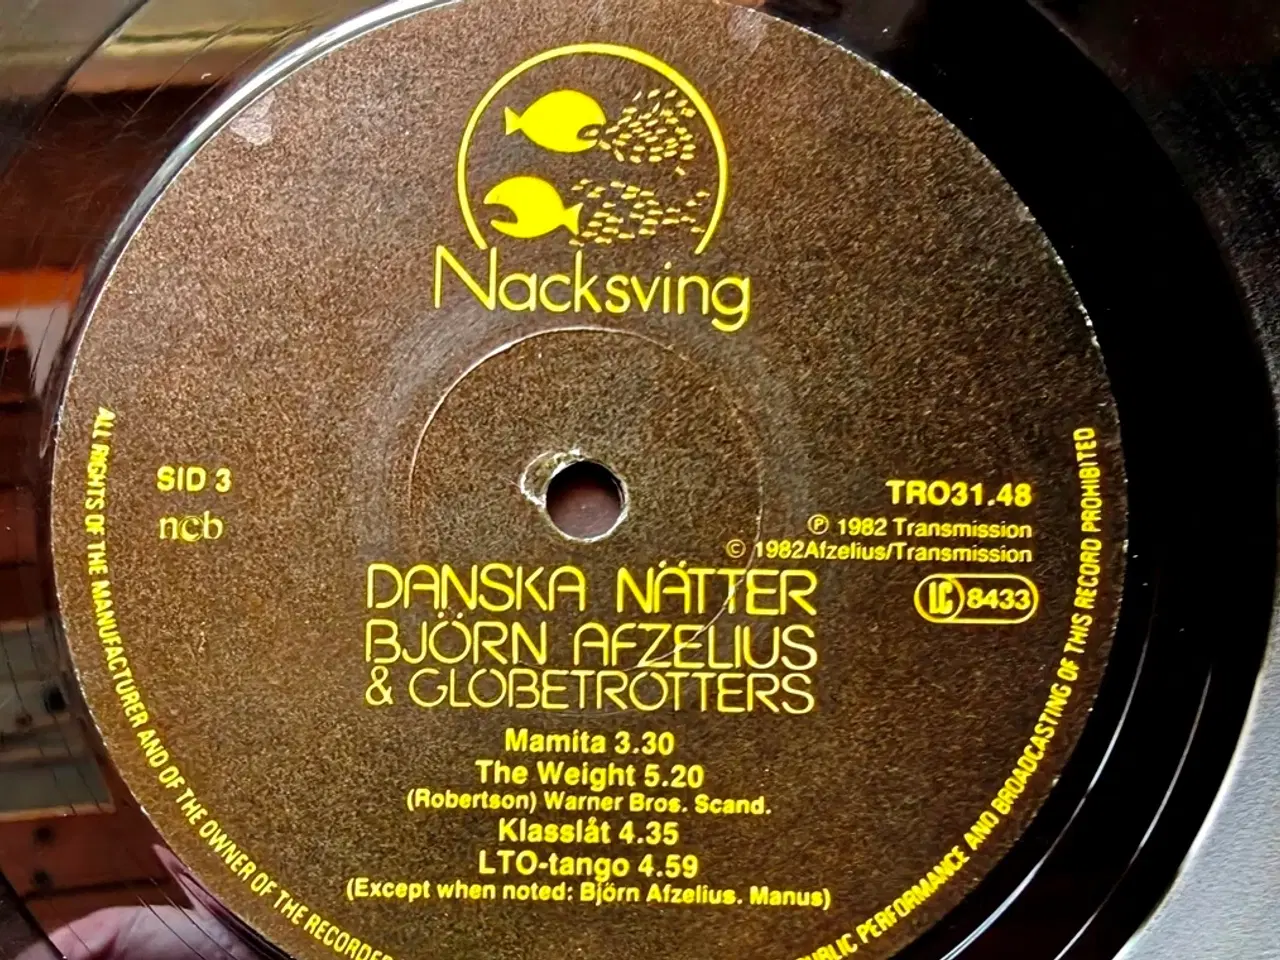 Nacksving
SID 3
ncb
TRO31.48
℗ 1982 Transmission
© 1982Afzelius/Transmission
LC 8433
DANSKA NÄTTER
BJÖRN AFZELIUS
& GLOBETROTTERS
Mamita 3.30
The Weight 5.20
(Robertson) Warner Bros. Scand.
Klasslåt 4.35
LTO-tango 4.59
(Except when noted: Björn Afzelius. Manus)
ALL RIGHTS OF THE MANUFACTURER AND OF THE OWNER OF THE RECORDE
PUBLIC PERFORMANCE AND BROADCASTING OF THIS RECORD PROHIBITED